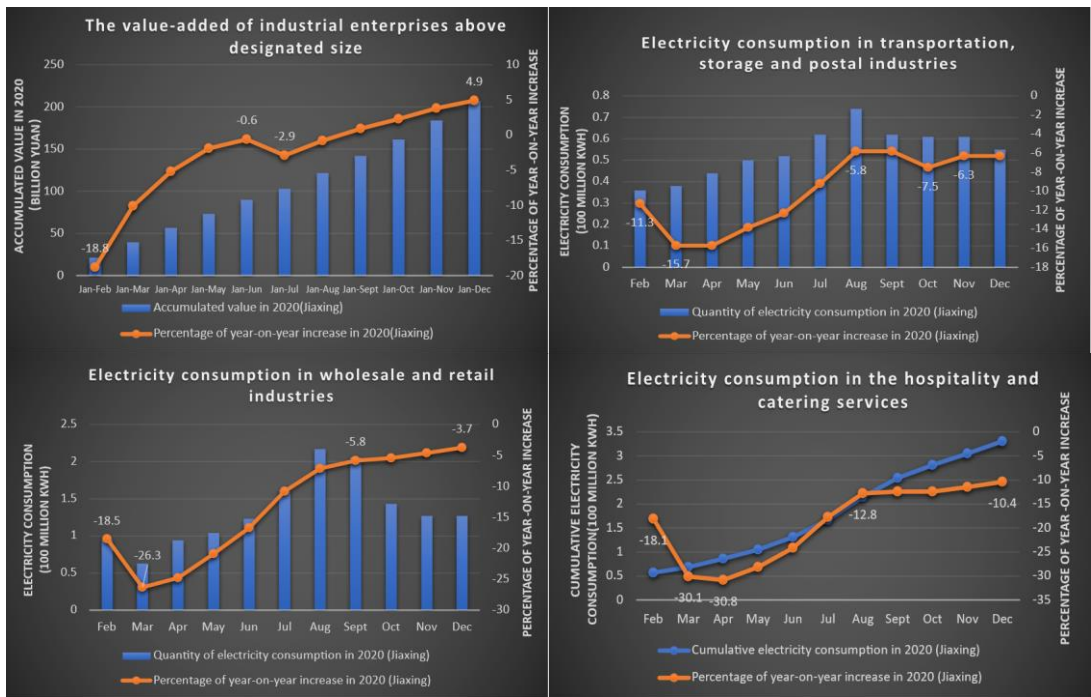 The value-added of industrial enterprises above
designated size
ACCUMULATED VALUE IN 2020
(BILLION YUAN)
250
200
150
100
50
0
10
5
0
-5
-10
-15
-20
PERCENTAGE OF YEAR -ON-YEAR INCREASE
-18.8
-0.6
-2.9
4.9
Jan-Feb Jan-Mar Jan-Apr Jan-May Jan-Jun Jan-Jul Jan-Aug Jan-Sept Jan-Oct Jan-Nov Jan-Dec
Accumulated value in 2020(Jiaxing)
Percentage of year-on-year increase in 2020(Jiaxing)
Electricity consumption in transportation,
storage and postal industries
ELECTRICITY CONSUMPTION
(100 MILLION KWH)
0.8
0.7
0.6
0.5
0.4
0.3
0.2
0.1
0
0
-2
-4
-6
-8
-10
-12
-14
-16
-18
PERCENTAGE OF YEAR-ON-YEAR INCREASE
-11.3
-15.7
-5.8
-7.5
-6.3
Feb Mar Apr May Jun Jul Aug Sept Oct Nov Dec
Quantity of electricity consumption in 2020 (Jiaxing)
Percentage of year-on-year increase in 2020 (Jiaxing)
Electricity consumption in wholesale and retail
industries
ELECTRICITY CONSUMPTION
(100 MILLION KWH)
2.5
2
1.5
1
0.5
0
0
-5
-10
-15
-20
-25
-30
PERCENTAGE OF YEAR-ON-YEAR INCREASE
-18.5
-26.3
-5.8
-3.7
Feb Mar Apr May Jun Jul Aug Sept Oct Nov Dec
Quantity of electricity consumption in 2020 (Jiaxing)
Percentage of year-on-year increase in 2020 (Jiaxing)
Electricity consumption in the hospitality and
catering services
CUMULATIVE ELECTRICITY
CONSUMPTION(100 MILLION KWH)
3.5
3
2.5
2
1.5
1
0.5
0
0
-5
-10
-15
-20
-25
-30
-35
PERCENTAGE OF YEAR-ON-YEAR INCREASE
-18.1
-30.1
-30.8
-12.8
-10.4
Feb Mar Apr May Jun Jul Aug Sept Oct Nov Dec
Cumulative electricity consumption in 2020 (Jiaxing)
Percentage of year-on-year increase in 2020 (Jiaxing)